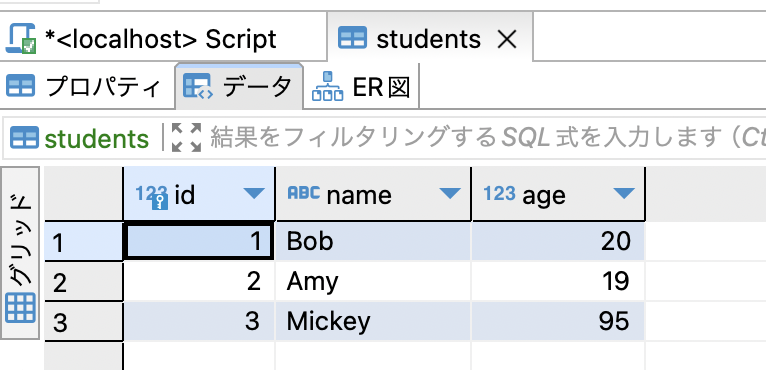 *<localhost> Script students
プロパティ データ ER図
students 結果をフィルタリングするSQL式を入力します (Ct
グリッド
123 id ABC name 123 age
1 1 Bob 20
2 2 Amy 19
3 3 Mickey 95